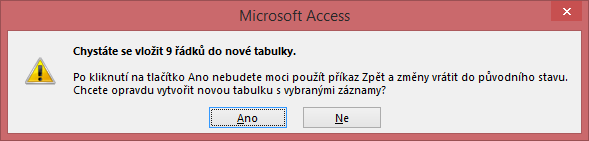 Microsoft Access
Chystáte se vložit 9 řádků do nové tabulky.
Po kliknutí na tlačítko Ano nebudete moci použít příkaz Zpět a změny vrátit do původního stavu.
Chcete opravdu vytvořit novou tabulku s vybranými záznamy?
Ano
Ne